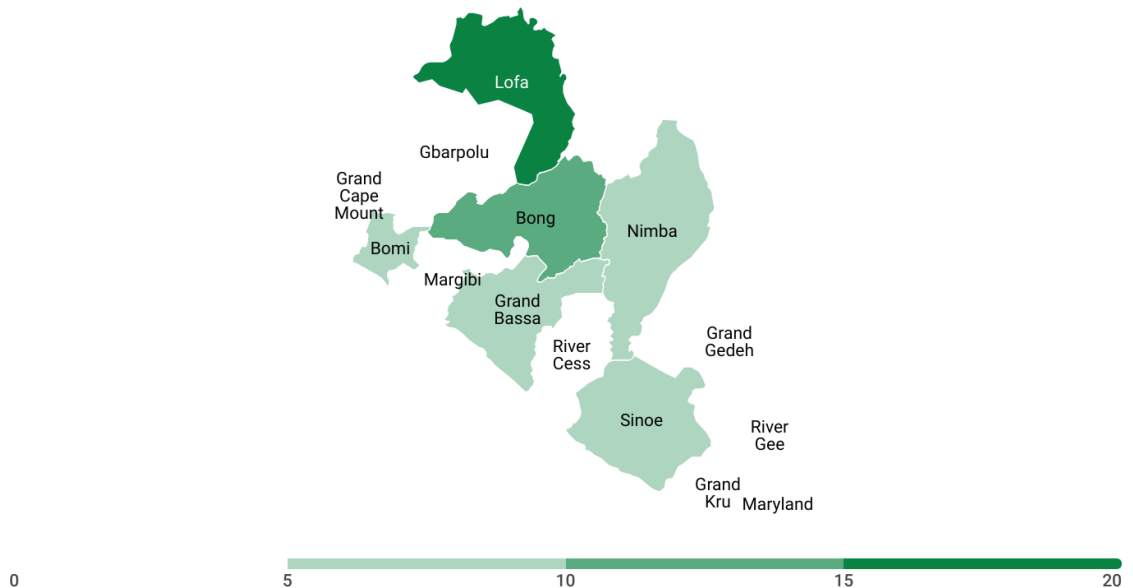 Lofa
Gbarpolu
Grand
Cape
Mount
Bong
Nimba
Bomi
Margibi
Grand
Bassa
River
Cess
Grand
Gedeh
Sinoe
River
Gee
Grand
Kru
Maryland
0 5 10 15 20